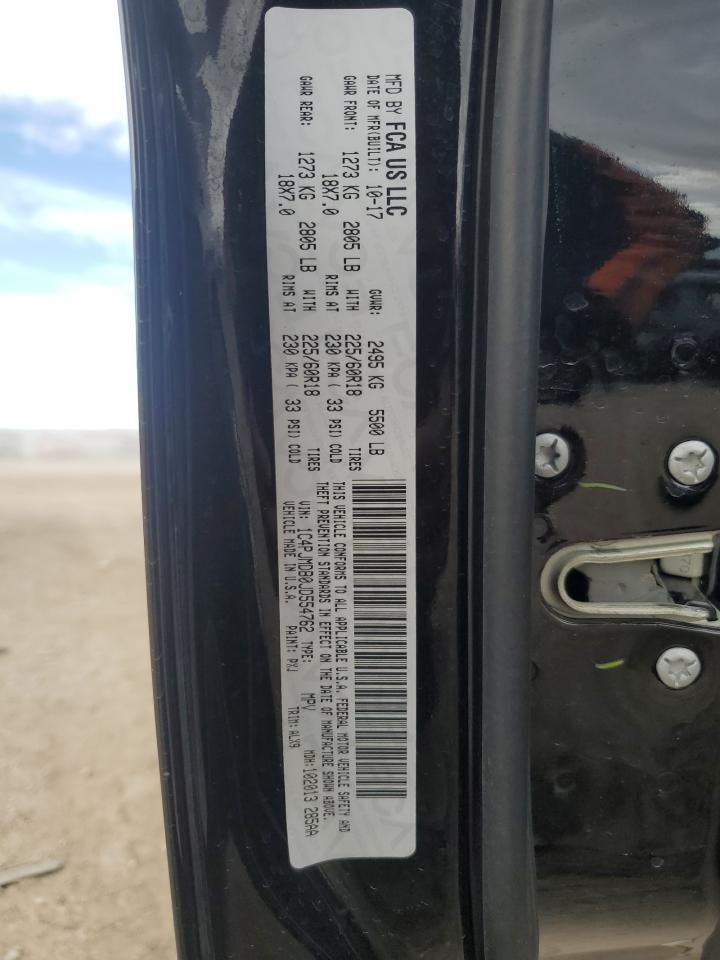 MFD BY FCA US LLC
DATE OF MFR(BUILT): 10-17 GVWR: 2495 KG 5500 LB
GAWR FRONT: 1273 KG 2805 LB WITH 225/60R18 TIRES
18X7.0 RIMS AT 230 KPA ( 33 PSI) COLD
GAWR REAR: 1273 KG 2805 LB WITH 225/60R18 TIRES
18X7.0 RIMS AT 230 KPA ( 33 PSI) COLD
THIS VEHICLE CONFORMS TO ALL APPLICABLE U.S.A. FEDERAL MOTOR VEHICLE SAFETY AND
THEFT PREVENTION STANDARDS IN EFFECT ON THE DATE OF MANUFACTURE SHOWN ABOVE.
VIN: 1C4PJMDB0JD554762 TYPE: MPV MDH:102013 285AA
VEHICLE MADE IN U.S.A. PAINT: PXJ TRIM: ALX9